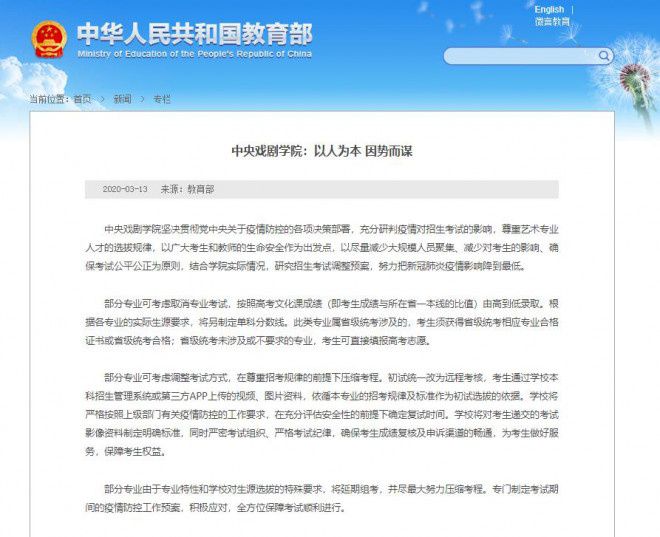 English |
微言教育
中华人民共和国教育部
Ministry of Education of the People's Republic of China
当前位置：首页 > 新闻 > 专栏
中央戏剧学院：以人为本 因势而谋
2020-03-13 来源：教育部
中央戏剧学院坚决贯彻党中央关于疫情防控的各项决策部署，充分研判疫情对招生考试的影响，尊重艺术专业
人才的选拔规律，以广大考生和教师的生命安全作为出发点，以尽量减少大规模人员聚集、减少对考生的影响、确
保考试公平公正为原则，结合学院实际情况，研究招生考试调整预案，努力把新冠肺炎疫情影响降到最低。
部分专业可考虑取消专业考试，按照高考文化课成绩（即考生成绩与所在省一本线的比值）由高到低录取。根
据各专业的实际生源要求，将另制定单科分数线。此类专业属省级统考涉及的，考生须获得省级统考相应专业合格
证书或省级统考合格；省级统考未涉及或不要求的专业，考生可直接填报高考志愿。
部分专业可考虑调整考试方式，在尊重招考规律的前提下压缩考程。初试统一改为远程考核，考生通过学校本
科招生管理系统或第三方APP上传的视频、图片资料，依循本专业的招考规律及标准作为初试选拔的依据。学校将
严格按照上级部门有关疫情防控的工作要求，在充分评估安全性的前提下确定复试时间。学校将对考生递交的考试
影像资料制定明确标准，同时严密考试组织、严格考试纪律，确保考生成绩复核及申诉渠道的畅通，为考生做好服
务，保障考生权益。
部分专业由于专业特性和学校对生源选拔的特殊要求，将延期组考，并尽最大努力压缩考程。专门制定考试期
间的疫情防控工作预案，积极应对，全方位保障考试顺利进行。